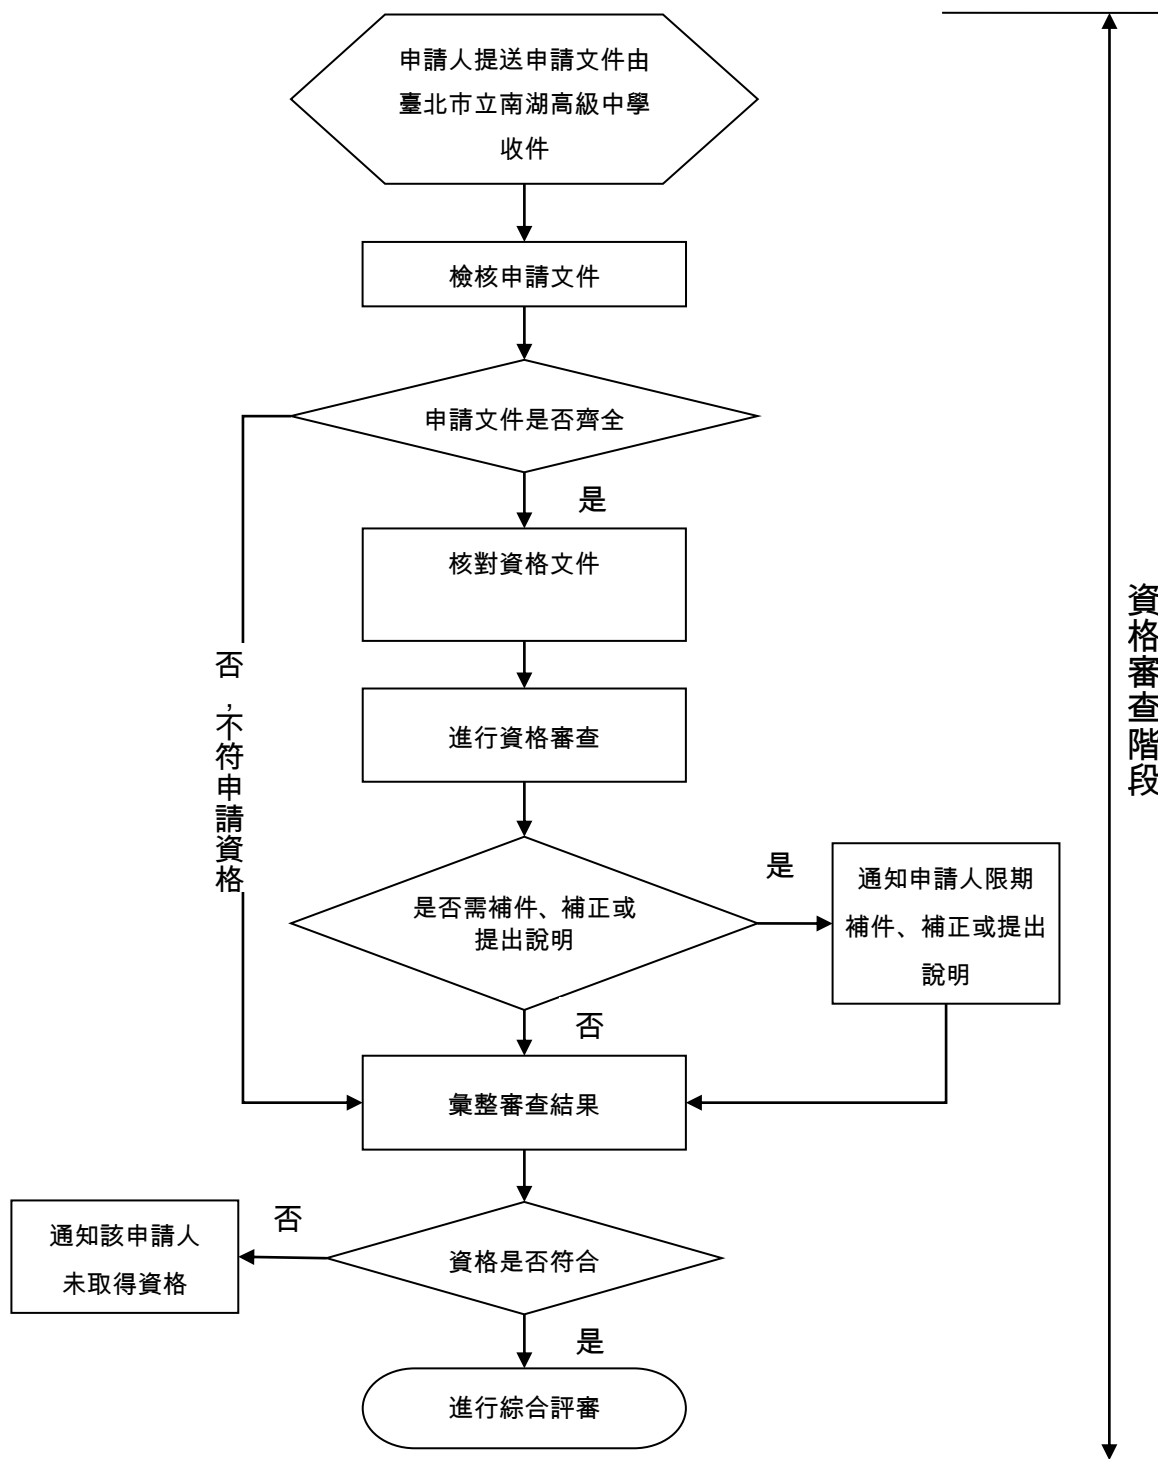 申請人提送申請文件由
臺北市立南湖高級中學
收件
檢核申請文件
申請文件是否齊全
是
核對資格文件
否，不符申請資格
進行資格審查
資格審查階段
是否需補件、補正或
提出說明
是
通知申請人限期
補件、補正或提出
說明
否
彙整審查結果
通知該申請人
未取得資格
否
資格是否符合
是
進行綜合評審